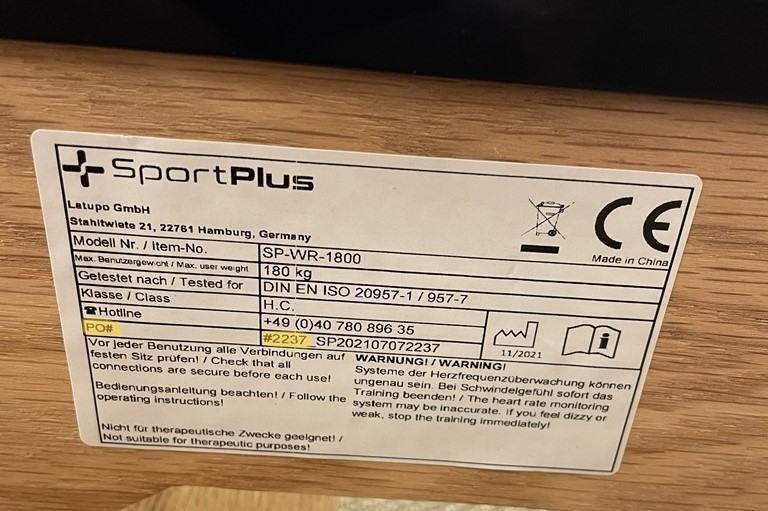 SportPlus
Latupo GmbH
Stahltwiete 21, 22761 Hamburg, Germany
CE
Made in China
Modell Nr. / Item-No. SP-WR-1800
Max. Benutzergewicht / Max. user weight 180 kg
Getestet nach / Tested for DIN EN ISO 20957-1 / 957-7
Klasse / Class H.C.
☎Hotline +49 (0)40 780 896 35
PO# #2237 SP202107072237
11/2021
i
Vor jeder Benutzung alle Verbindungen auf
festen Sitz prüfen! / Check that all
connections are secure before each use!
Bedienungsanleitung beachten! / Follow the
operating instructions!
Nicht für therapeutische Zwecke geeignet! /
Not suitable for therapeutic purposes!
WARNUNG! / WARNING!
Systeme der Herzfrequenzüberwachung können
ungenau sein. Bei Schwindelgefühl sofort das
Training beenden! / The heart rate monitoring
system may be inaccurate. If you feel dizzy or
weak, stop the training immediately!